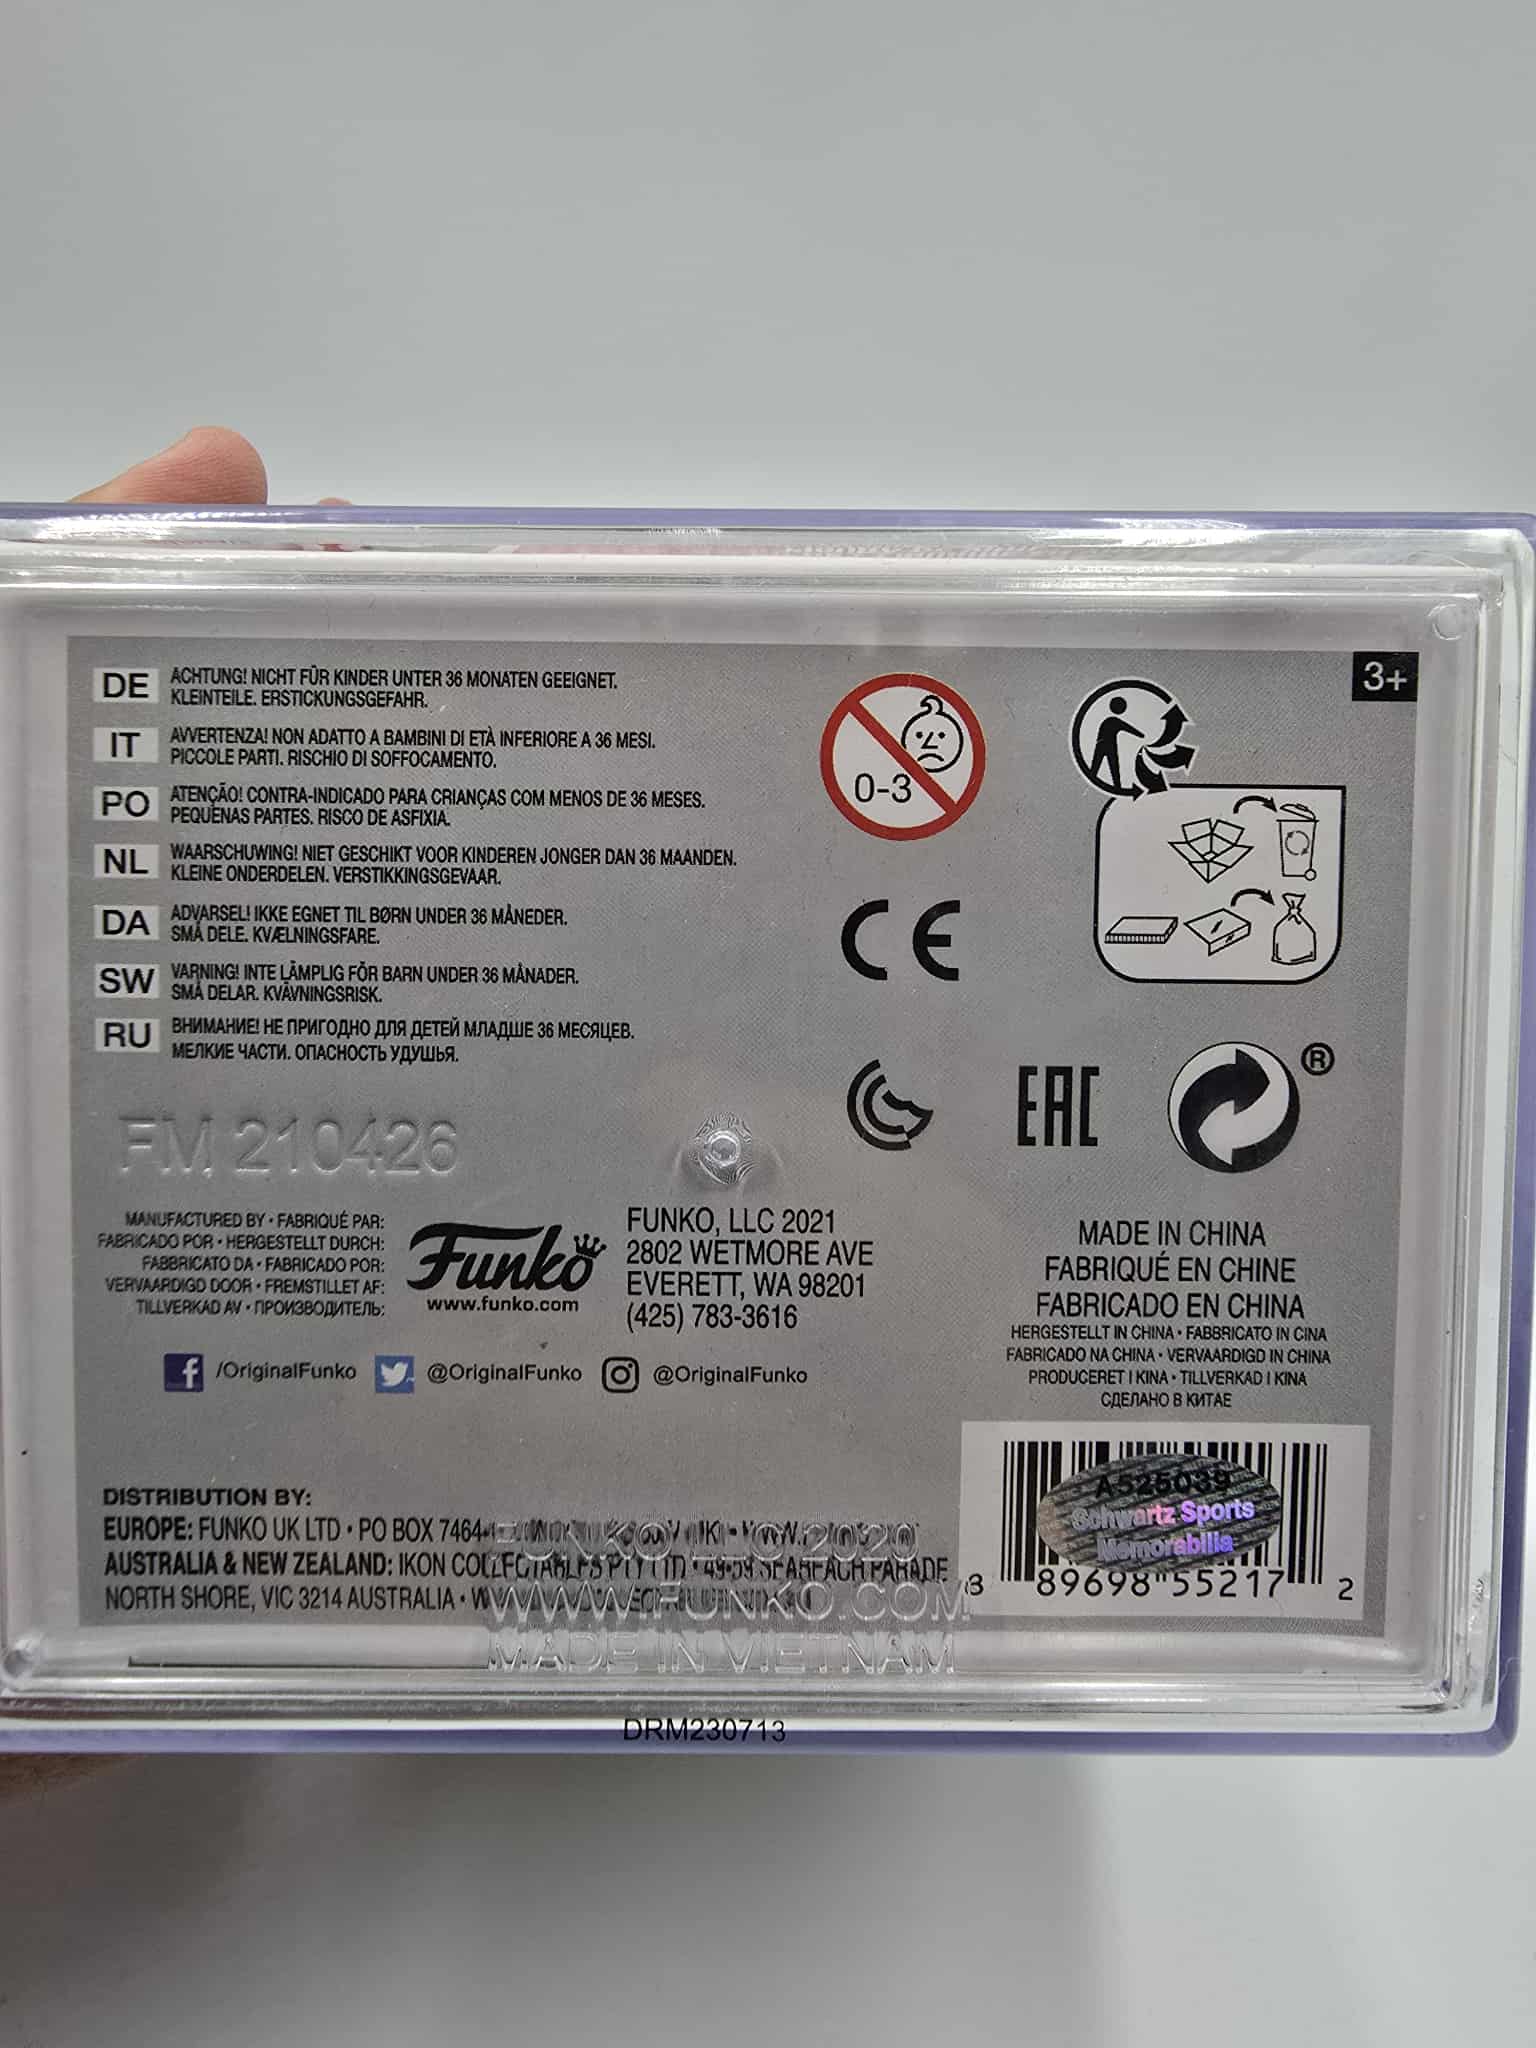 3+
DE ACHTUNG! NICHT FÜR KINDER UNTER 36 MONATEN GEEIGNET.
KLEINTEILE. ERSTICKUNGSGEFAHR.
IT AVVERTENZA! NON ADATTO A BAMBINI DI ETÀ INFERIORE A 36 MESI.
PICCOLE PARTI. RISCHIO DI SOFFOCAMENTO.
PO ATENÇÃO! CONTRA-INDICADO PARA CRIANÇAS COM MENOS DE 36 MESES.
PEQUENAS PARTES. RISCO DE ASFIXIA.
NL WAARSCHUWING! NIET GESCHIKT VOOR KINDEREN JONGER DAN 36 MAANDEN.
KLEINE ONDERDELEN. VERSTIKKINGSGEVAAR.
DA ADVARSEL! IKKE EGNET TIL BØRN UNDER 36 MÅNEDER.
SMÅ DELE. KVÆLNINGSFARE.
SW VARNING! INTE LÄMPLIG FÖR BARN UNDER 36 MÅNADER.
SMÅ DELAR. KVÄVNINGSRISK.
RU ВНИМАНИЕ! НЕ ПРИГОДНО ДЛЯ ДЕТЕЙ МЛАДШЕ 36 МЕСЯЦЕВ.
МЕЛКИЕ ЧАСТИ. ОПАСНОСТЬ УДУШЬЯ.
0-3
CE
EAC
®
FM 210426
MANUFACTURED BY • FABRIQUÉ PAR:
FABRICADO POR • HERGESTELLT DURCH:
FABBRICATO DA • FABRICADO POR:
VERVAARDIGD DOOR • FREMSTILLET AF:
TILLVERKAD AV • ПРОИЗВОДИТЕЛЬ:
Funko
www.funko.com
FUNKO, LLC 2021
2802 WETMORE AVE
EVERETT, WA 98201
(425) 783-3616
/OriginalFunko @OriginalFunko @OriginalFunko
MADE IN CHINA
FABRIQUÉ EN CHINE
FABRICADO EN CHINA
HERGESTELLT IN CHINA • FABBRICATO IN CINA
FABRICADO NA CHINA • VERVAARDIGD IN CHINA
PRODUCERET I KINA • TILLVERKAD I KINA
СДЕЛАНО В КИТАЕ
DISTRIBUTION BY:
EUROPE: FUNKO UK LTD • PO BOX 7464
AUSTRALIA & NEW ZEALAND: IKON COLLECTABLES PTY LTD • 49-59 SEABEACH PARADE
NORTH SHORE, VIC 3214 AUSTRALIA •
FUNKO LLC 2020
WWW.FUNKO.COM
MADE IN VIETNAM
A525039
Schwartz Sports
Memorabilia
8 89698 55217 2
DRM230713